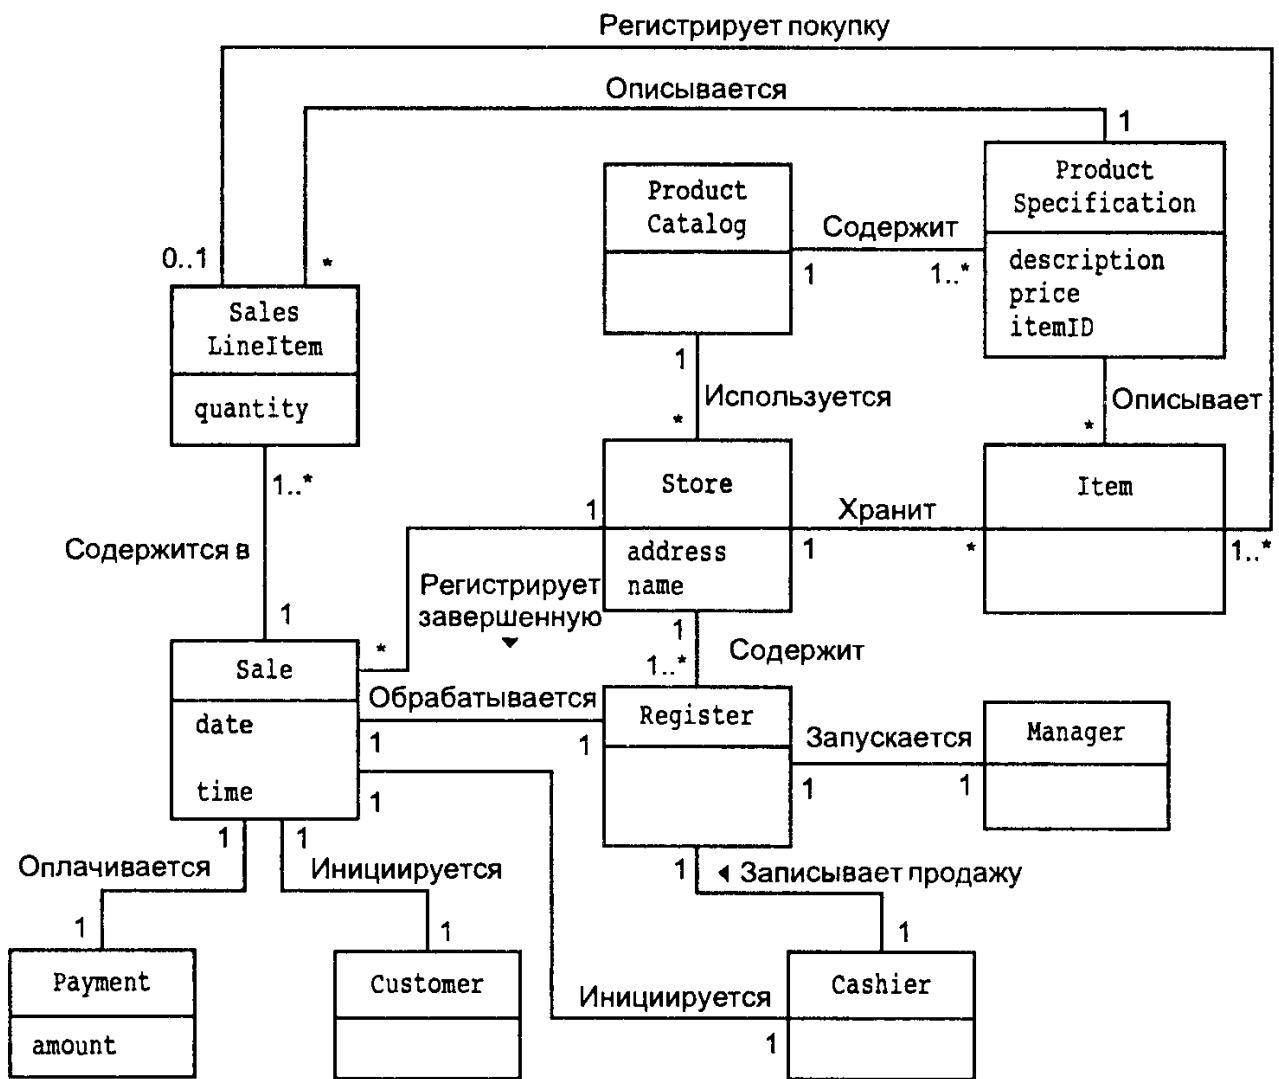 Регистрирует покупку
Описывается
1
Product
Specification
description
price
itemID
Product
Catalog
Содержит
1
1..*
0..1
*
Sales
LineItem
quantity
1
Используется
*
Описывает
*
1..*
Store
address
name
1
Хранит
1
*
Item
1..*
Содержится в
1
Регистрирует
завершенную
*
1
1..*
Содержит
Sale
date
time
Обрабатывается
1
1
Register
Запускается
1
1
Manager
1
1
Оплачивается
1
Инициируется
1
Записывает продажу
1
1
1
Payment
amount
Customer
Инициируется
1
Cashier